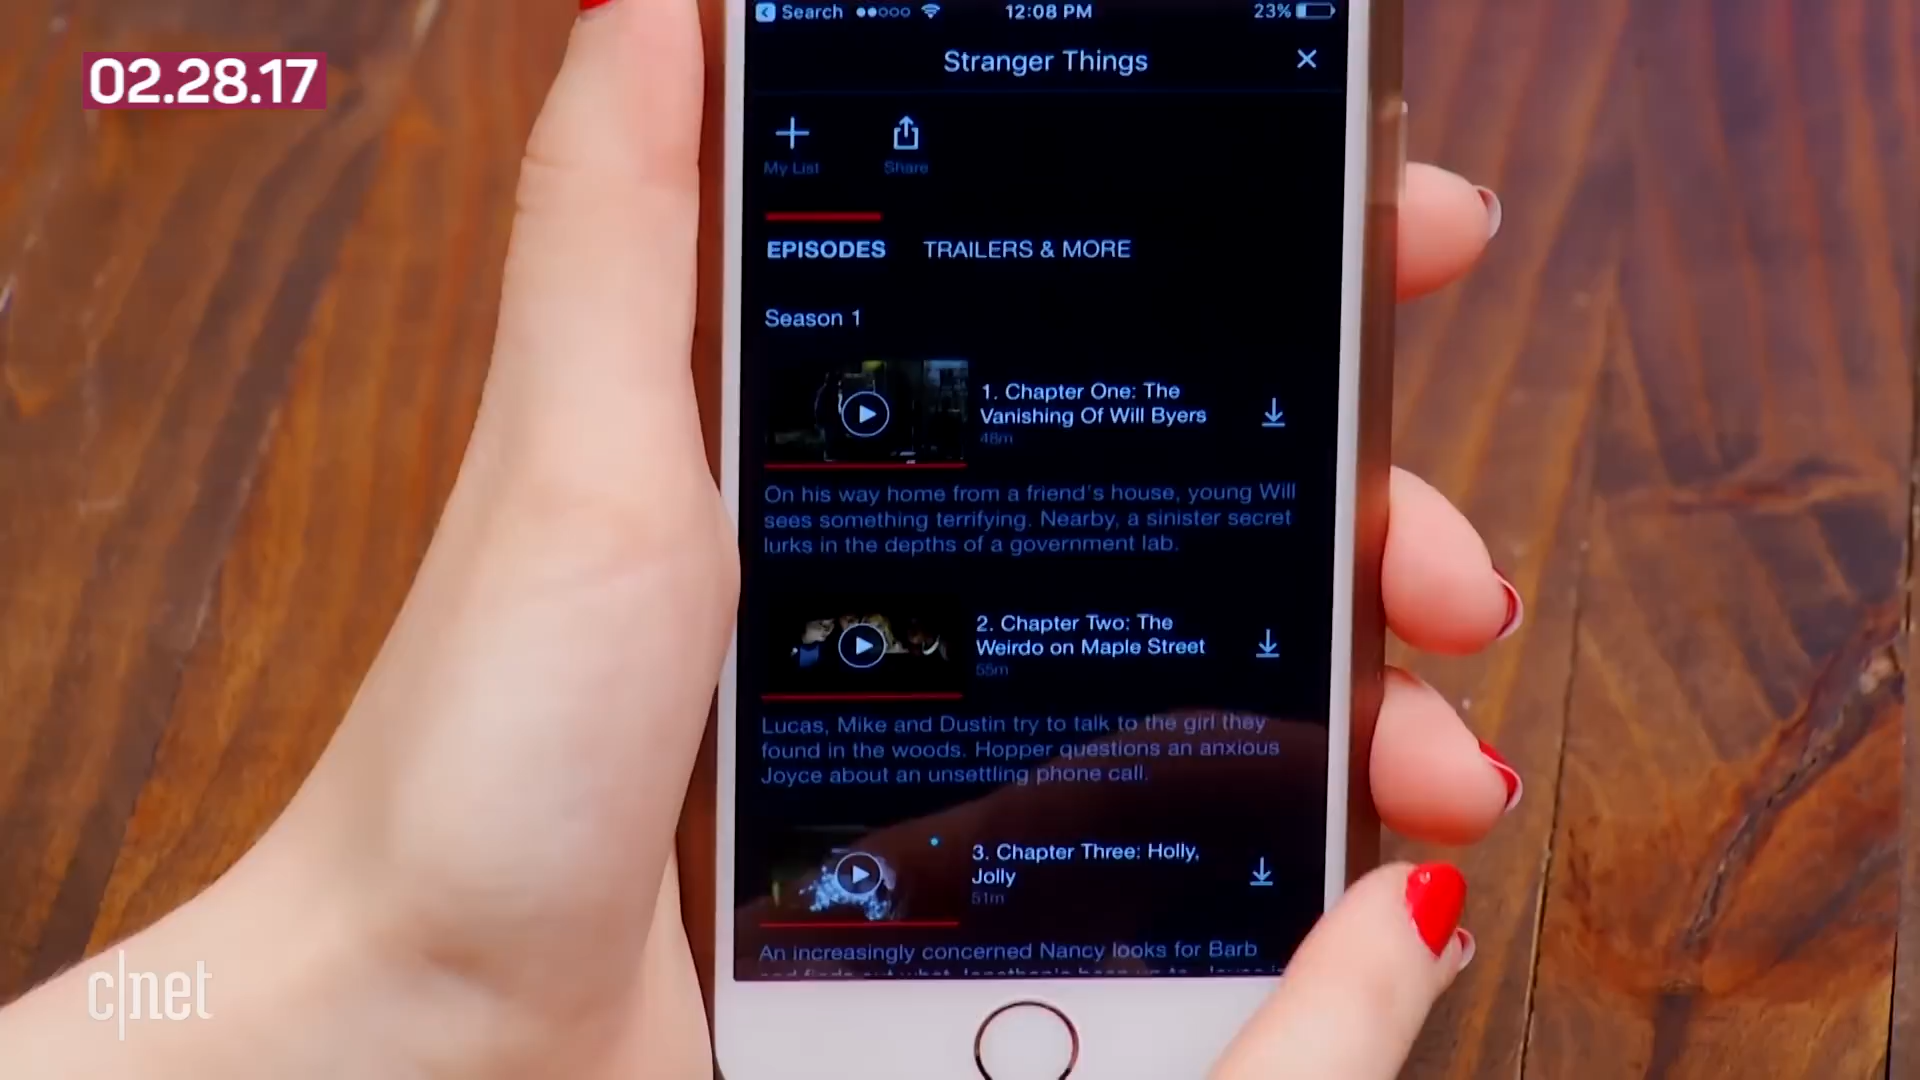 02.28.17
Search
12:08 PM
23%
Stranger Things
My List
Share
EPISODES
TRAILERS & MORE
Season 1
1. Chapter One: The
Vanishing Of Will Byers
48m
On his way home from a friend's house, young Will
sees something terrifying. Nearby, a sinister secret
lurks in the depths of a government lab.
2. Chapter Two: The
Weirdo on Maple Street
55m
Lucas, Mike and Dustin try to talk to the girl they
found in the woods. Hopper questions an anxious
Joyce about an unsettling phone call.
3. Chapter Three: Holly,
Jolly
51m
An increasingly concerned Nancy looks for Barb
c|net